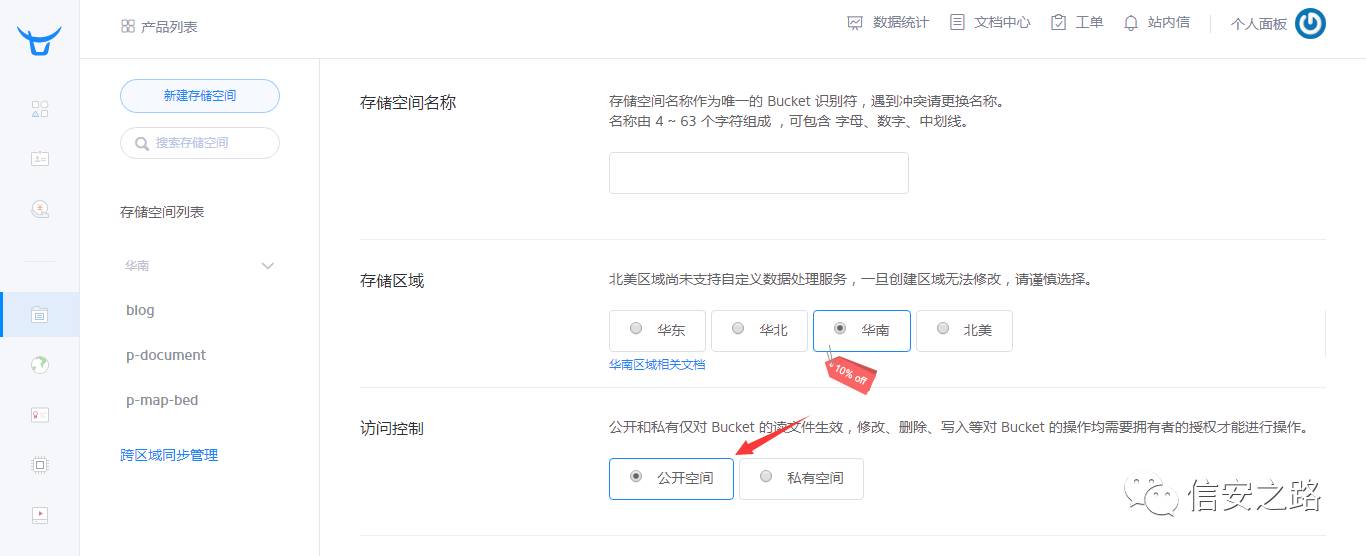 产品列表
数据统计
文档中心
工单
站内信
个人面板
新建存储空间
搜索存储空间
存储空间列表
华南
blog
p-document
p-map-bed
跨区域同步管理
存储空间名称
存储空间名称作为唯一的 Bucket 识别符，遇到冲突请更换名称。
名称由 4 ~ 63 个字符组成 ，可包含 字母、数字、中划线。
存储区域
北美区域尚未支持自定义数据处理服务，一旦创建区域无法修改，请谨慎选择。
华东
华北
华南
北美
华南区域相关文档
10% off
访问控制
公开和私有仅对 Bucket 的读文件生效，修改、删除、写入等对 Bucket 的操作均需要拥有者的授权才能进行操作。
公开空间
私有空间
信安之路